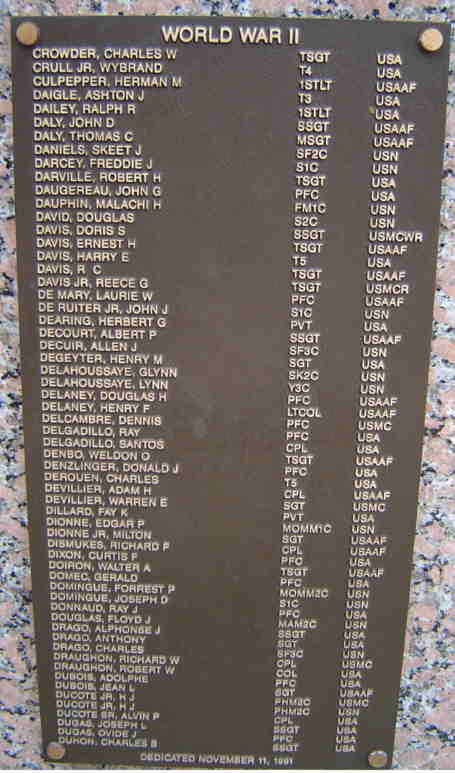 WORLD WAR II
CROWDER, CHARLES W TSGT USA
CRULL JR, WYBRAND T4 USA
CULPEPPER, HERMAN M 1STLT USAAF
DAIGLE, ASHTON J T3 USA
DAILEY, RALPH R 1STLT USA
DALY, JOHN D SSGT USAAF
DALY, THOMAS C MSGT USAAF
DANIELS, SKEET J SF2C USN
DARCEY, FREDDIE J S1C USN
DARVILLE, ROBERT H TSGT USA
DAUGEREAU, JOHN G PFC USA
DAUPHIN, MALACHI H FM1C USN
DAVID, DOUGLAS S2C USN
DAVIS, DORIS S SSGT USMCWR
DAVIS, ERNEST H TSGT USAAF
DAVIS, HARRY E T5 USA
DAVIS, R C TSGT USAAF
DAVIS JR, REECE G TSGT USMCR
DE MARY, LAURIE W PFC USAAF
DE RUITER JR, JOHN J S1C USN
DEARING, HERBERT G PVT USA
DECOURT, ALBERT P SSGT USAAF
DECUIR, ALLEN J SF3C USN
DEGEYTER, HENRY M SGT USA
DELAHOUSSAYE, GLYNN SK2C USN
DELAHOUSSAYE, LYNN Y3C USN
DELANEY, DOUGLAS H PFC USAAF
DELANEY, HENRY F LTCOL USAAF
DELCAMBRE, DENNIS PFC USMC
DELGADILLO, RAY PFC USA
DELGADILLO, SANTOS CPL USA
DENBO, WELDON O TSGT USAAF
DENZLINGER, DONALD J PFC USA
DEROUEN, CHARLES T5 USA
DEVILLIER, ADAM H CPL USAAF
DEVILLIER, WARREN E SGT USMC
DILLARD, FAY K PVT USA
DIONNE, EDGAR P MOMM1C USN
DIONNE JR, MILTON SGT USAAF
DISMUKES, RICHARD F CPL USAAF
DIXON, CURTIS F PFC USA
DOIRON, WALTER A TSGT USAAF
DOMEC, GERALD PFC USA
DOMINGUE, FORREST P MOMM2C USN
DOMINGUE, JOSEPH D S1C USN
DONNAUD, RAY J PFC USA
DOUGLAS, FLOYD J MAM2C USN
DRAGO, ALPHONSE J SSGT USA
DRAGO, ANTHONY SGT USA
DRAGO, CHARLES SF3C USN
DRAUGHON, RICHARD W CPL USMC
DRAUGHON, ROBERT W COL USA
DUBOIS, ADOLPHE PFC USA
DUBOIS, JEAN L SGT USAAF
DUCOTE JR, H J PHM2C USMC
DUCOTE JR, H J PHM2C USN
DUCOTE SR, ALVIN P CPL USA
DUGAS, JOSEPH L SSGT USA
DUGAS, OVIDE J PFC USA
DUHON, CHARLES B SSGT USA
DEDICATED NOVEMBER 11, 1991